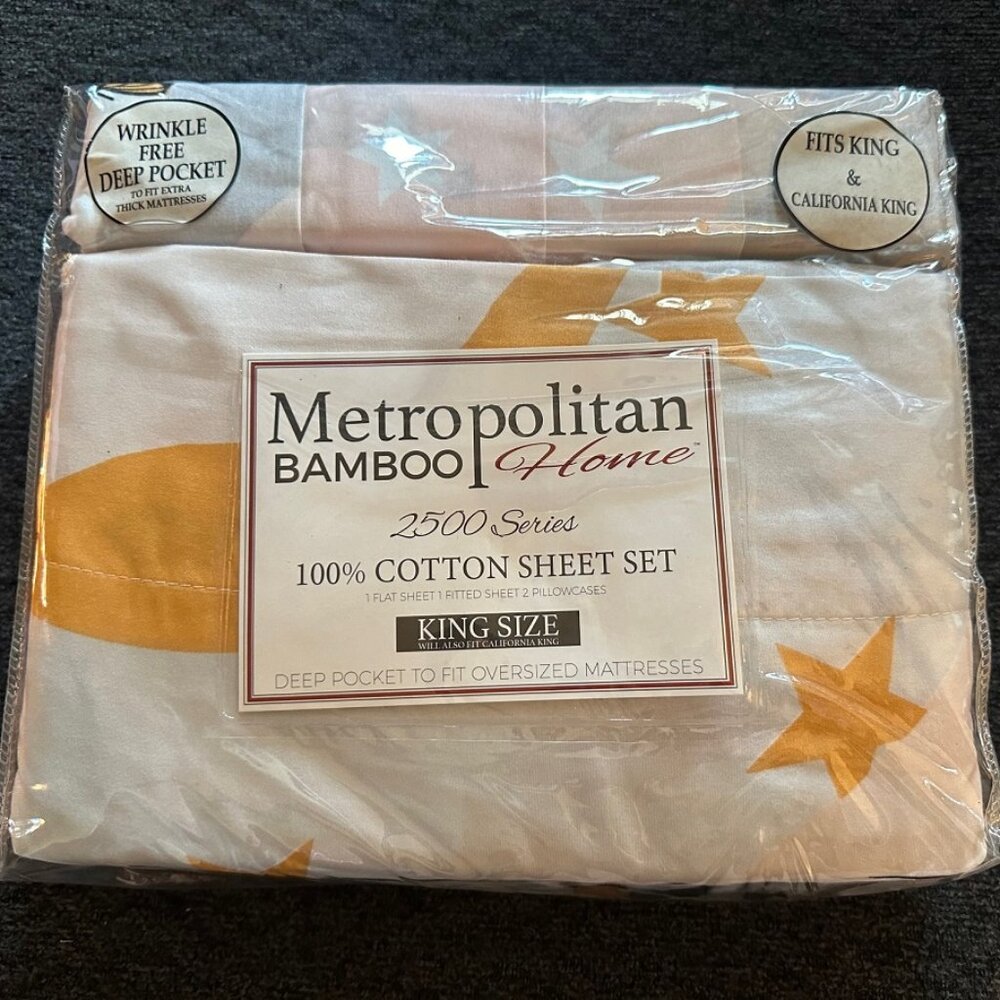 WRINKLE
FREE
DEEP POCKET
TO FIT EXTRA
THICK MATTRESSES
FITS KING
&
CALIFORNIA KING
Metropolitan
BAMBOO Home™
2500 Series
100% COTTON SHEET SET
1 FLAT SHEET 1 FITTED SHEET 2 PILLOWCASES
KING SIZE
WILL ALSO FIT CALIFORNIA KING
DEEP POCKET TO FIT OVERSIZED MATTRESSES